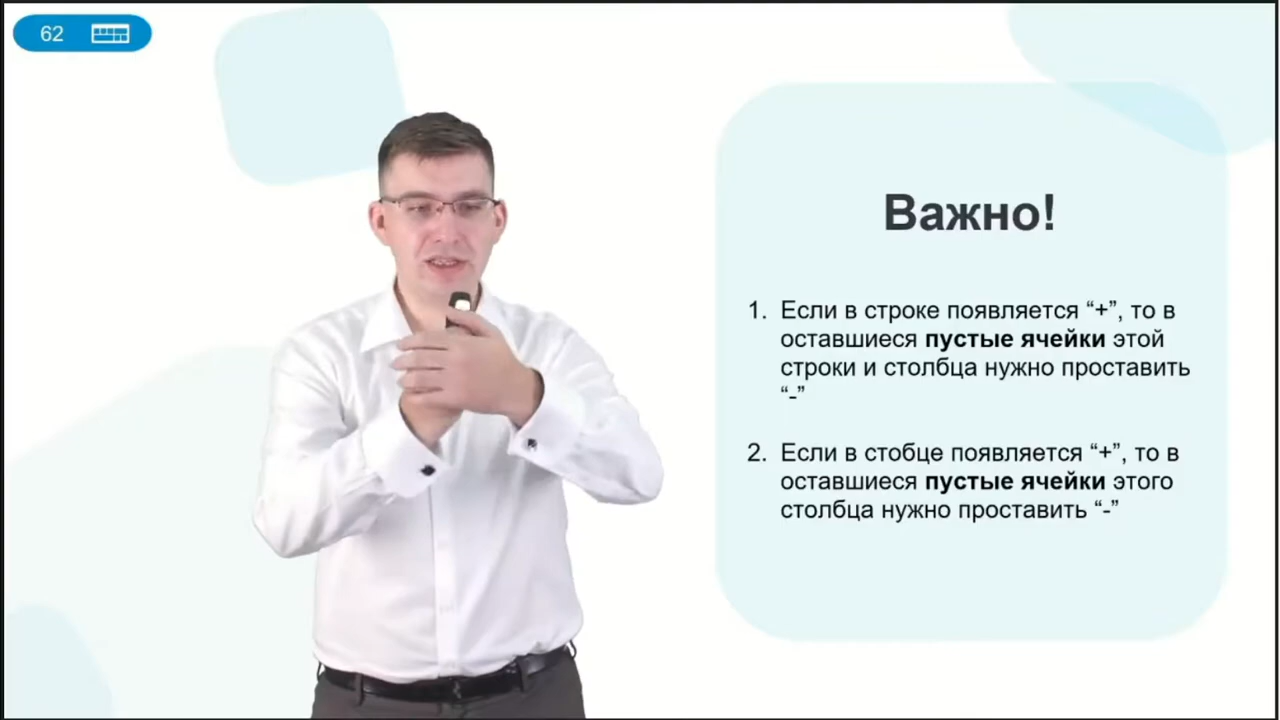 62
Важно!
1. Если в строке появляется “+”, то в
оставшиеся пустые ячейки этой
строки и столбца нужно проставить
“-”
2. Если в стобце появляется “+”, то в
оставшиеся пустые ячейки этого
столбца нужно проставить “-”